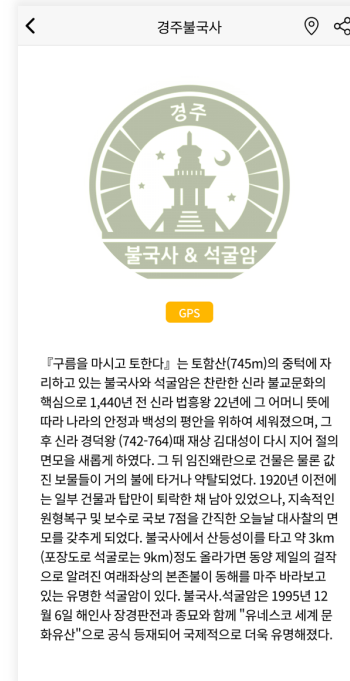 경주불국사
경주
불국사 & 석굴암
GPS
『구름을 마시고 토한다』는 토함산(745m)의 중턱에 자
리하고 있는 불국사와 석굴암은 찬란한 신라 불교문화의
핵심으로 1,440년 전 신라 법흥왕 22년에 그 어머니 뜻에
따라 나라의 안정과 백성의 평안을 위하여 세워졌으며, 그
후 신라 경덕왕 (742-764)때 재상 김대성이 다시 지어 절의
면모를 새롭게 하였다. 그 뒤 임진왜란으로 건물은 물론 값
진 보물들이 거의 불에 타거나 약탈되었다. 1920년 이전에
는 일부 건물과 탑만이 퇴락한 채 남아 있었으나, 지속적인
원형복구 및 보수로 국보 7점을 간직한 오늘날 대사찰의 면
모를 갖추게 되었다. 불국사에서 산등성이를 타고 약 3km
(포장도로 석굴로는 9km)정도 올라가면 동양 제일의 걸작
으로 알려진 여래좌상의 본존불이 동해를 마주 바라보고
있는 유명한 석굴암이 있다. 불국사.석굴암은 1995년 12
월 6일 해인사 장경판전과 종묘와 함께 "유네스코 세계 문
화유산"으로 공식 등재되어 국제적으로 더욱 유명해졌다.